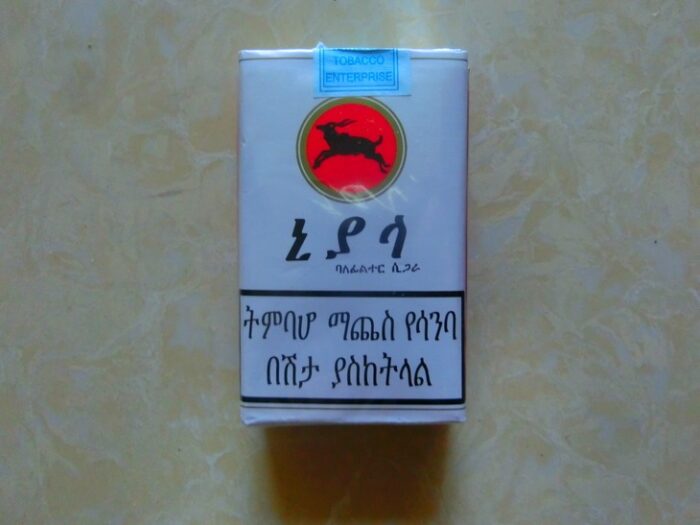 TOBACCO
ENTERPRISE
ኒያላ
ባለፊልተር ሲጋራ
ትምባሆ ማጨስ የሳንባ
በሽታ ያስከትላል